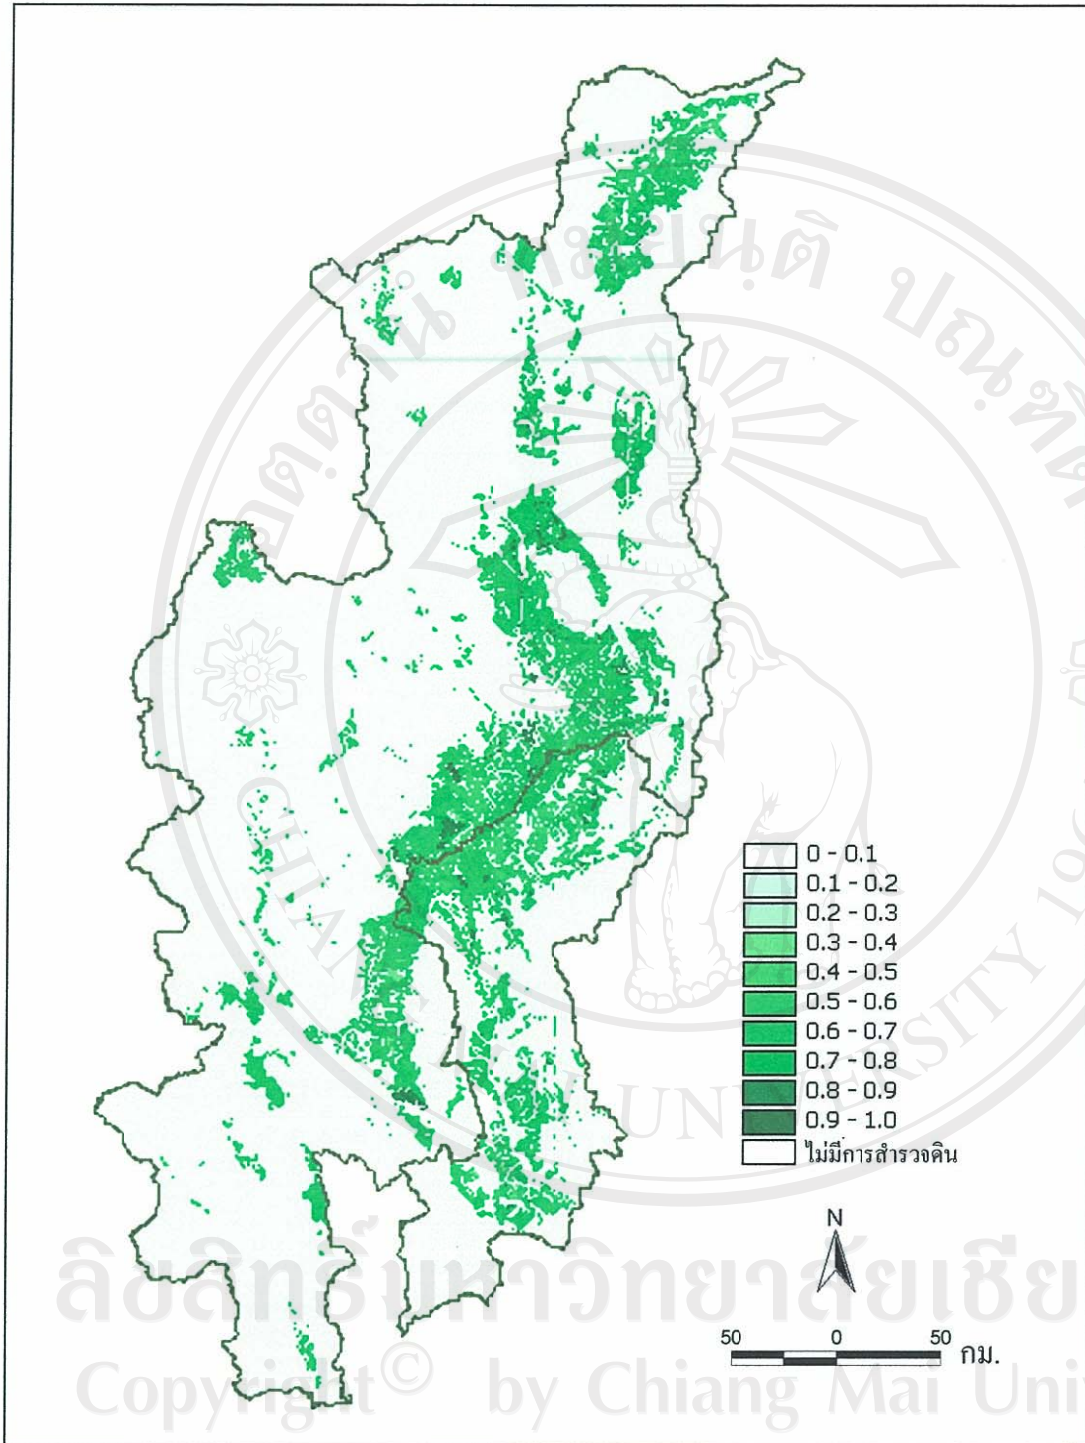 0 - 0.1
0.1 - 0.2
0.2 - 0.3
0.3 - 0.4
0.4 - 0.5
0.5 - 0.6
0.6 - 0.7
0.7 - 0.8
0.8 - 0.9
0.9 - 1.0
ไม่มีการสำรวจดิน
N
50 0 50 กม.
ลิขสิทธิ์มหาวิทยาลัยเชีย
Copyright© by Chiang Mai Uni